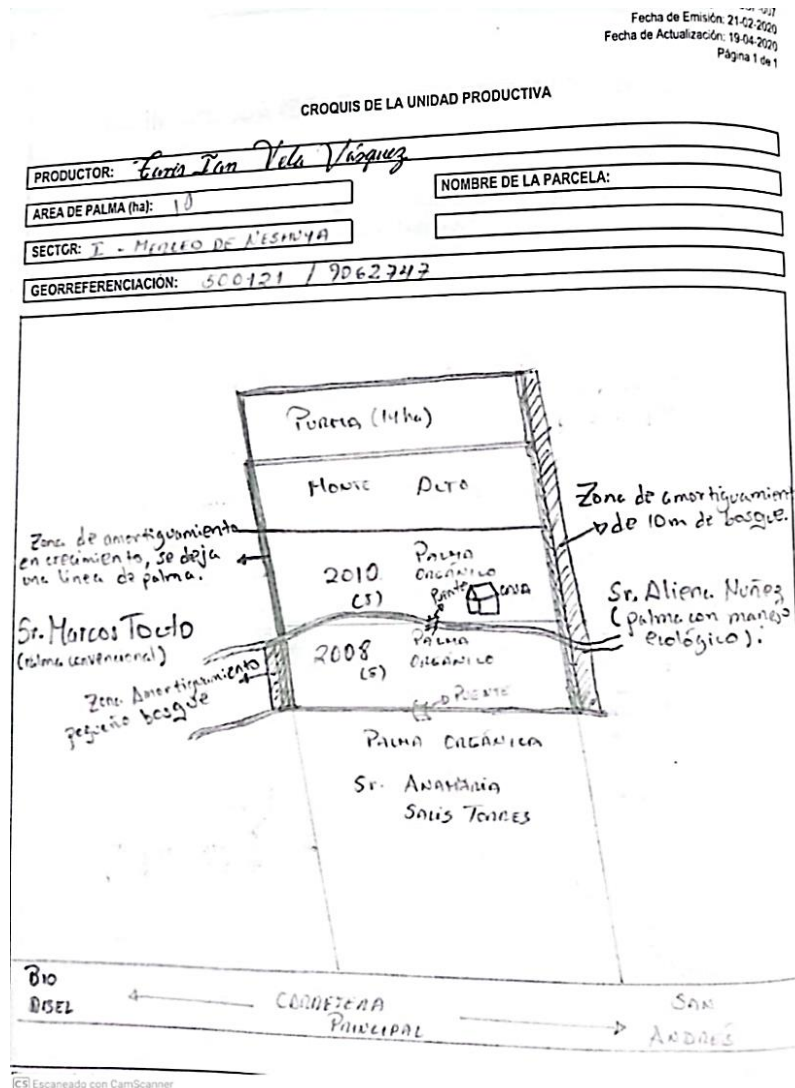 Fecha de Emisión: 21-02-2020
Fecha de Actualización: 19-04-2020
Página 1 de 1
CROQUIS DE LA UNIDAD PRODUCTIVA
PRODUCTOR: Ian Vela Vásquez
NOMBRE DE LA PARCELA:
AREA DE PALMA (ha): 10
SECTOR: I - DE NESHUYA
GEORREFERENCIACIÓN: 500121 / 9062747
PURMA (14 ha)
MONTE ALTO
Zona de amortiguamiento
en crecimiento, se deja
una línea de palma.
Zona de amortiguamient
de 10m de bosque.
2010
(5)
PALMA
ORGÁNICO
Puente
CASA
Sr. Marcos
(palma convencional)
Sr. Aliena Nuñez
(palma con manejo
ecológico).
2008
(5)
PALMA
ORGÁNICO
Zona Amortiguamiento
pequeño bosque
PUENTE
PALMA ORGÁNICA
Sr. ANAMARIA
TORRES
BIO
DISEL
CARRETERA
PRINCIPAL
SAN
ANDRÉS
CS Escaneado con CamScanner